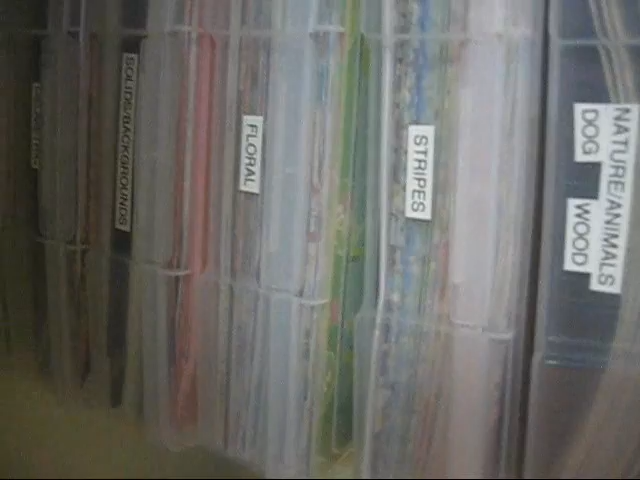 SOLIDS/BACKGROUNDS
FLORAL
STRIPES
NATURE/ANIMALS
DOG
WOOD